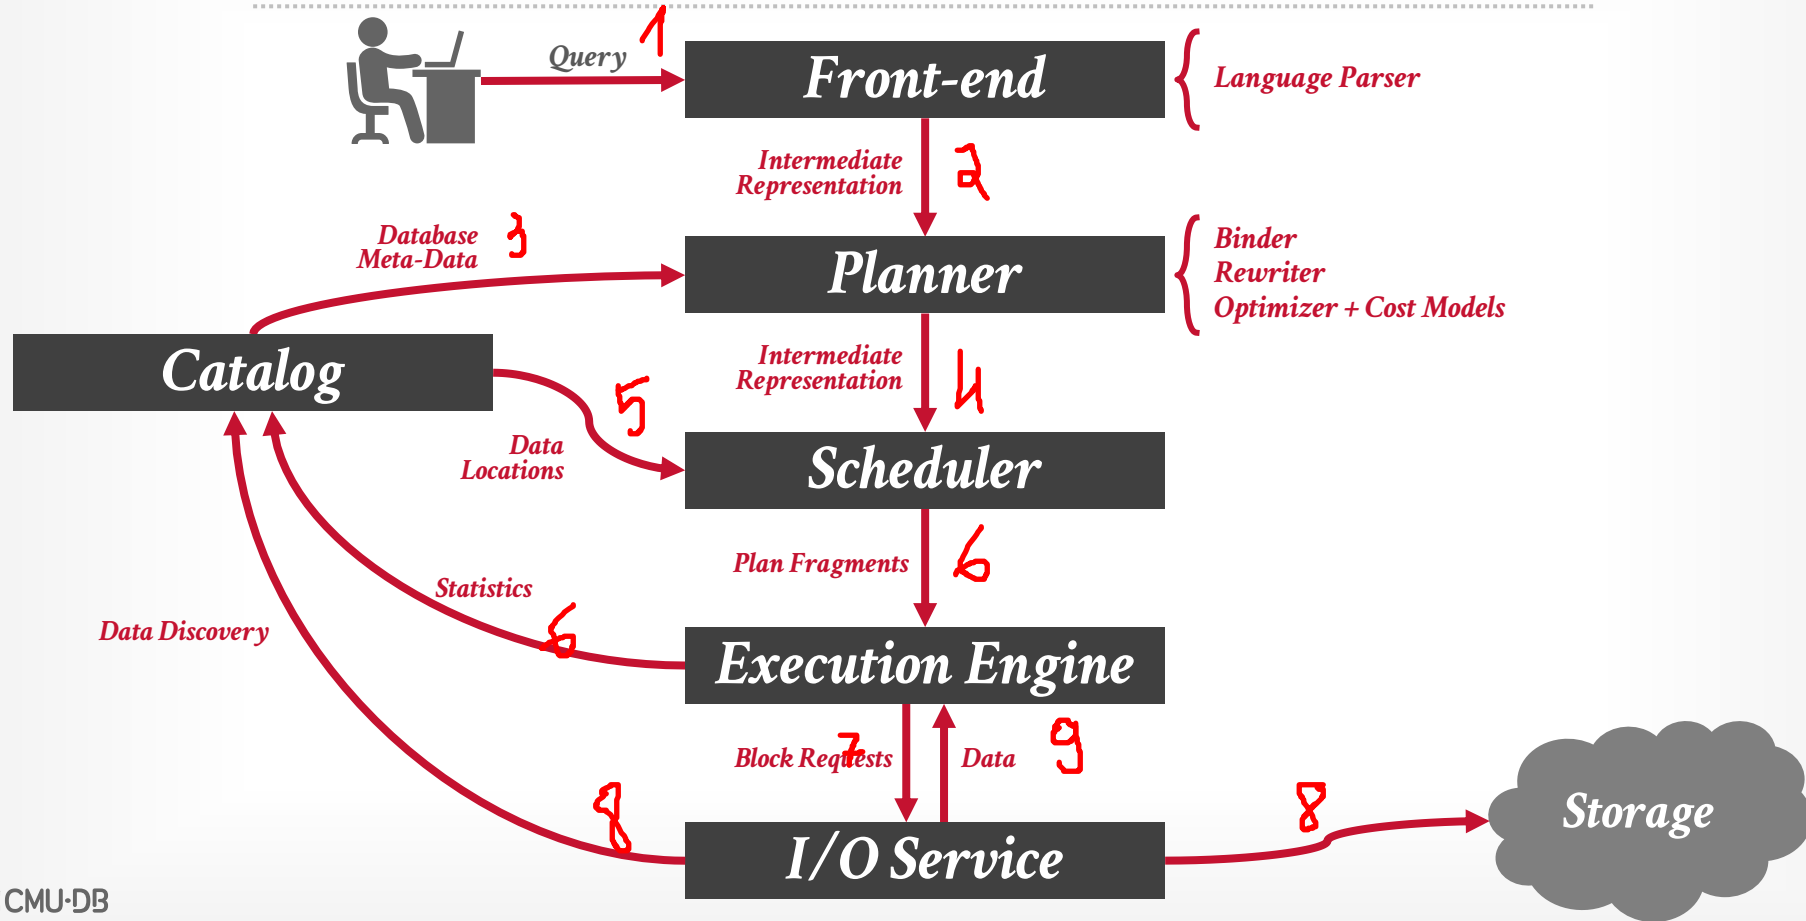 Query
1
Front-end
Language Parser
Intermediate
Representation
2
Database
Meta-Data
3
Planner
Binder
Rewriter
Optimizer + Cost Models
Catalog
Intermediate
Representation
4
5
Data
Locations
Scheduler
Plan Fragments
6
Statistics
6
Data Discovery
Execution Engine
Block Requests
7
Data
9
8
8
Storage
I/O Service
CMU·DB